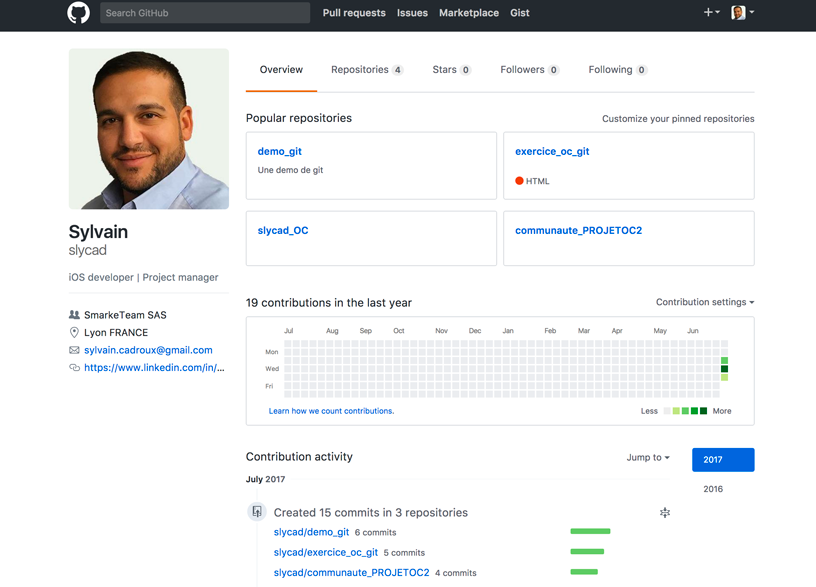 Search GitHub Pull requests Issues Marketplace Gist
Overview Repositories 4 Stars 0 Followers 0 Following 0
Popular repositories Customize your pinned repositories
demo_git
Une demo de git
exercice_oc_git
HTML
slycad_OC
communaute_PROJETOC2
Sylvain
slycad
iOS developer | Project manager
SmarkeTeam SAS
Lyon FRANCE
sylvain.cadroux@gmail.com
https://www.linkedin.com/in/...
19 contributions in the last year Contribution settings
Jul Aug Sep Oct Nov Dec Jan Feb Mar Apr May Jun
Mon
Wed
Fri
Learn how we count contributions. Less More
Contribution activity Jump to
2017
2016
July 2017
Created 15 commits in 3 repositories
slycad/demo_git 6 commits
slycad/exercice_oc_git 5 commits
slycad/communaute_PROJETOC2 4 commits